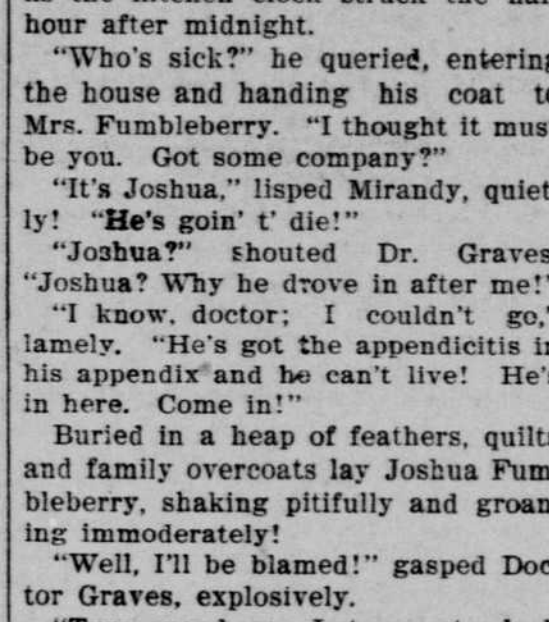 hour after midnight.
"Who's sick?" he queried, entering
the house and handing his coat to
Mrs. Fumbleberry. "I thought it mus
be you. Got some company?"
"It's Joshua," lisped Mirandy, quiet
ly! "He's goin' t' die!"
"Joshua?" shouted Dr. Graves
"Joshua? Why he drove in after me!"
"I know, doctor; I couldn't go,"
lamely. "He's got the appendicitis in
his appendix and he can't live! He's
in here. Come in!"
Buried in a heap of feathers, quilts
and family overcoats lay Joshua Fum
bleberry, shaking pitifully and groan
ing immoderately!
"Well, I'll be blamed!" gasped Doc
tor Graves, explosively.